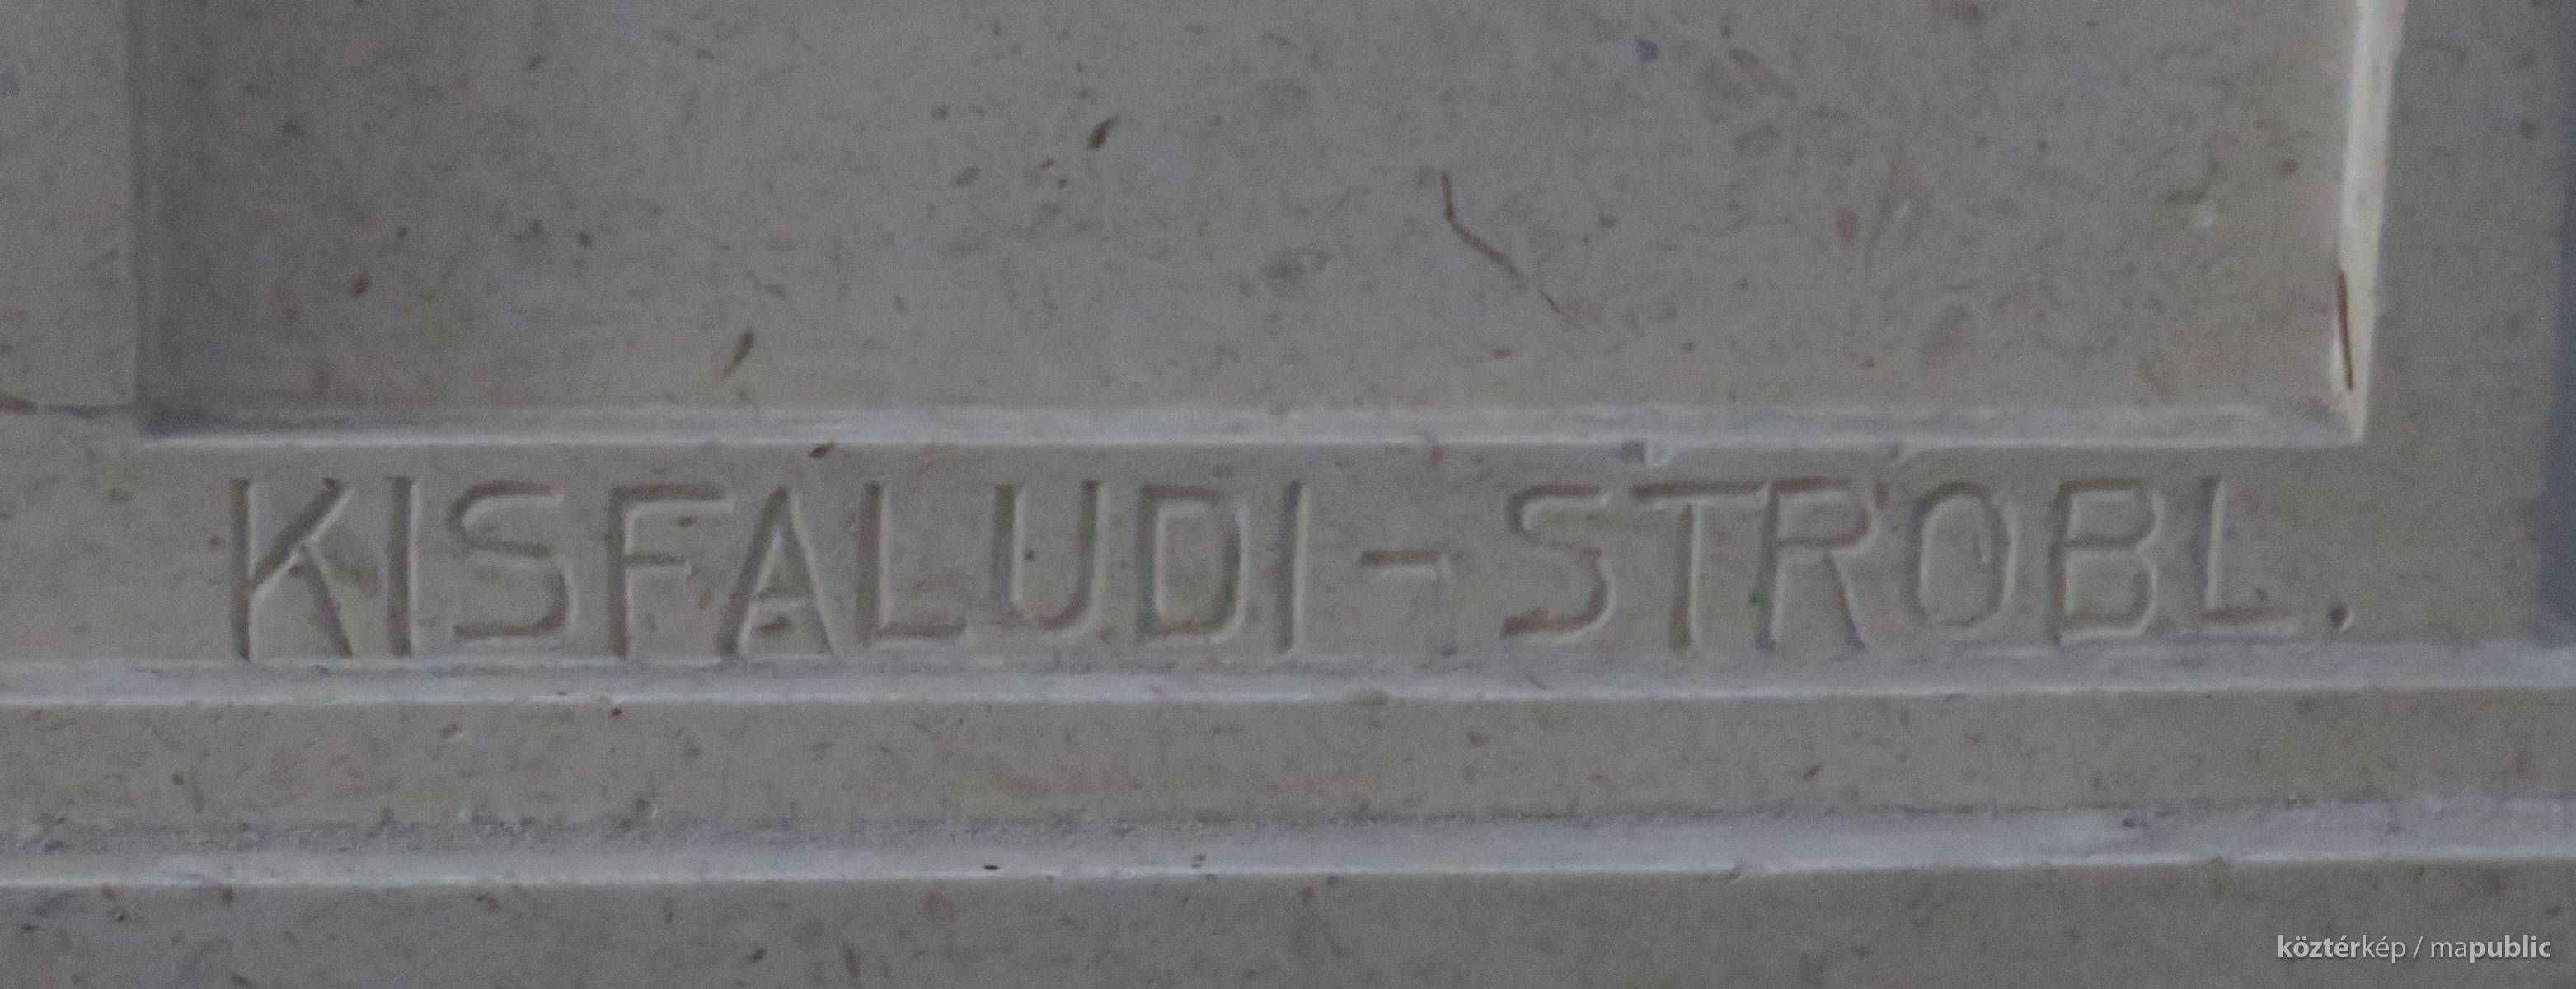 KISFALUDI - STROBL.
köztérkép / mapublic